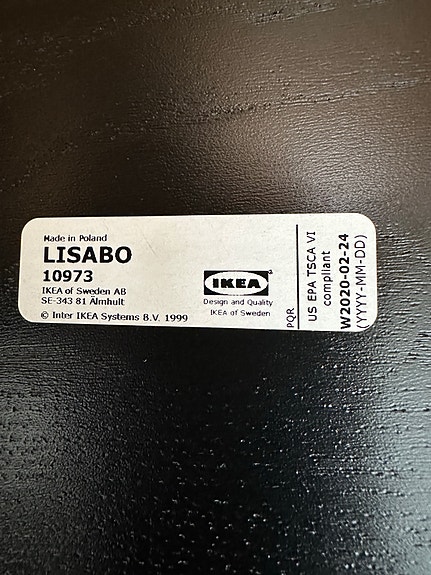 Made in Poland
LISABO
10973
IKEA of Sweden AB
SE-343 81 Älmhult
© Inter IKEA Systems B.V. 1999
IKEA
Design and Quality
IKEA of Sweden
PQR
US EPA TSCA VI
compliant
W2020-02-24
(YYYY-MM-DD)